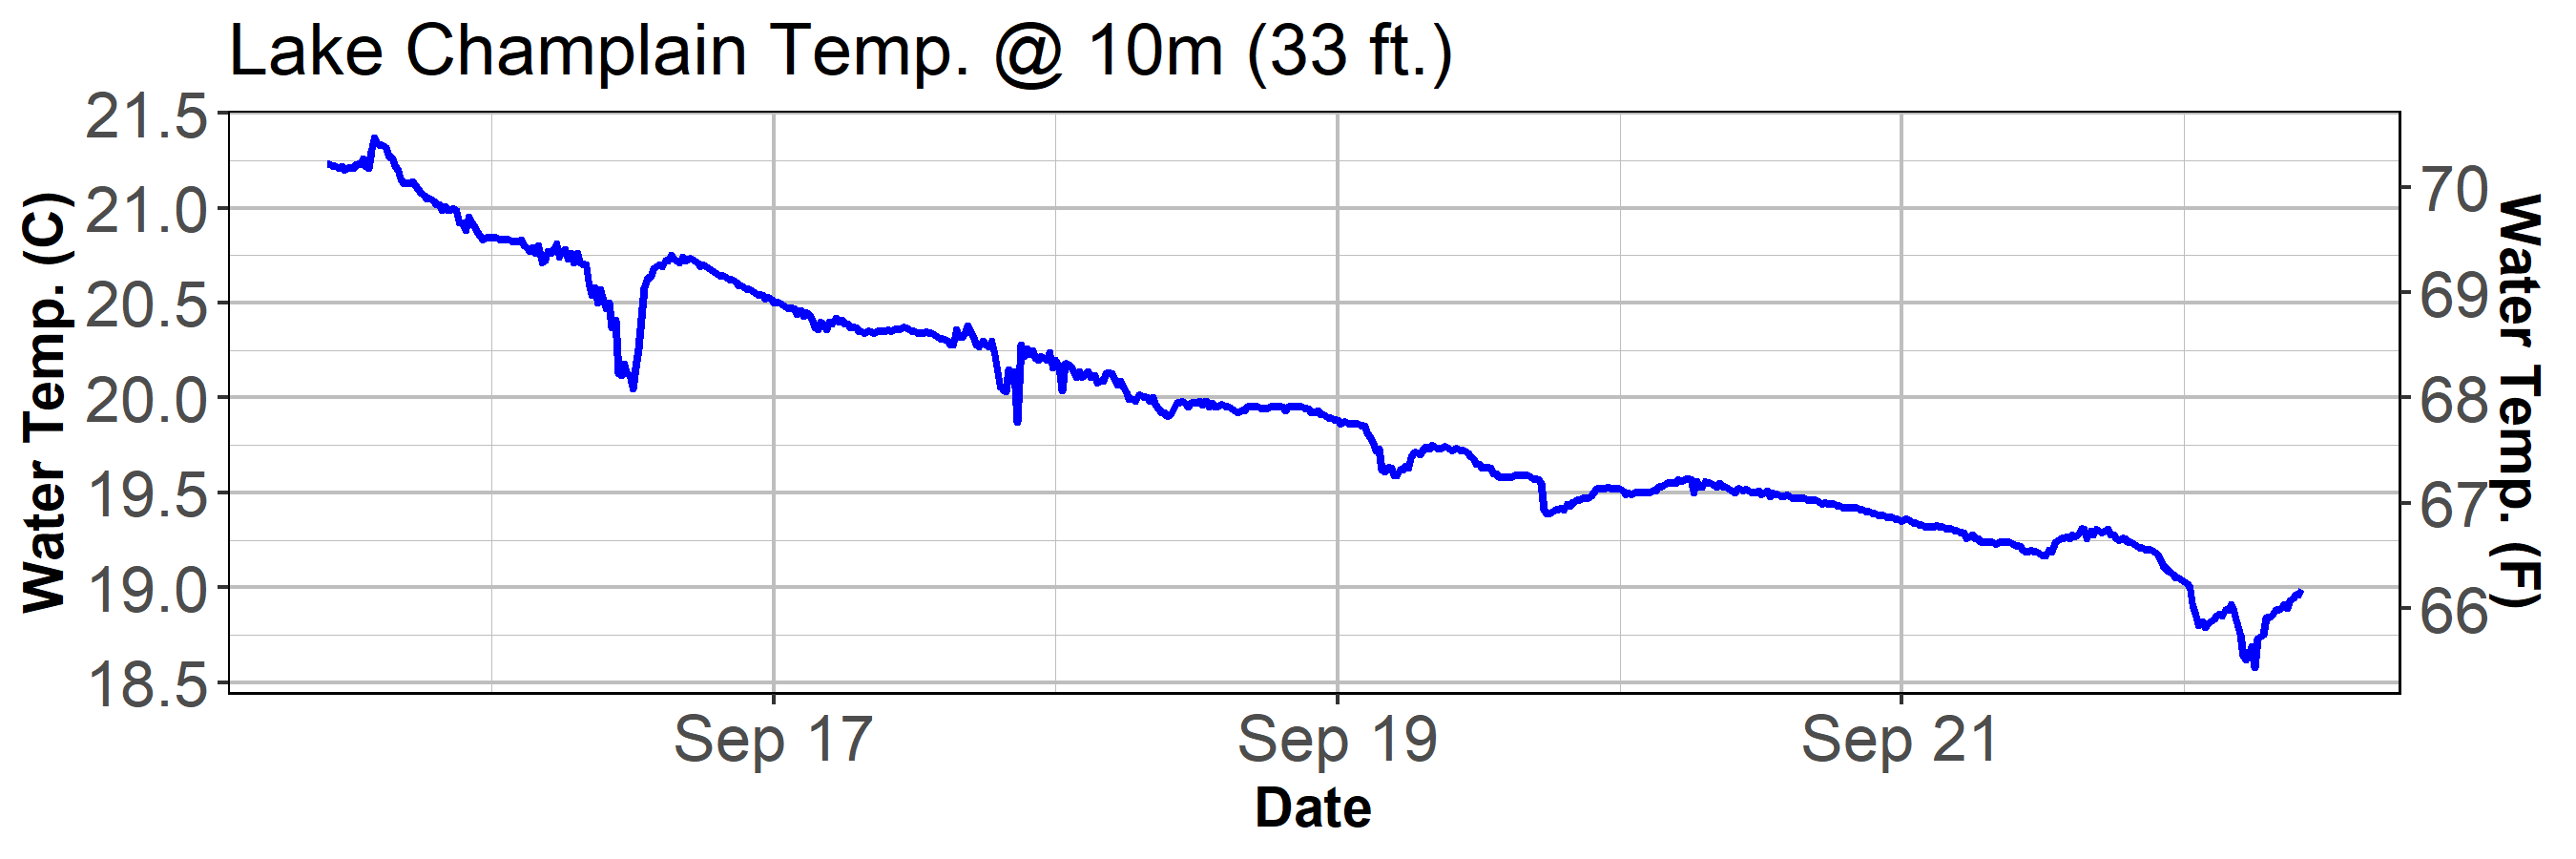 Lake Champlain Temp. @ 10m (33 ft.)
Water Temp. (C)
21.5
21.0
20.5
20.0
19.5
19.0
18.5
70
69
68
67
66
Water Temp. (F)
Sep 17
Sep 19
Sep 21
Date